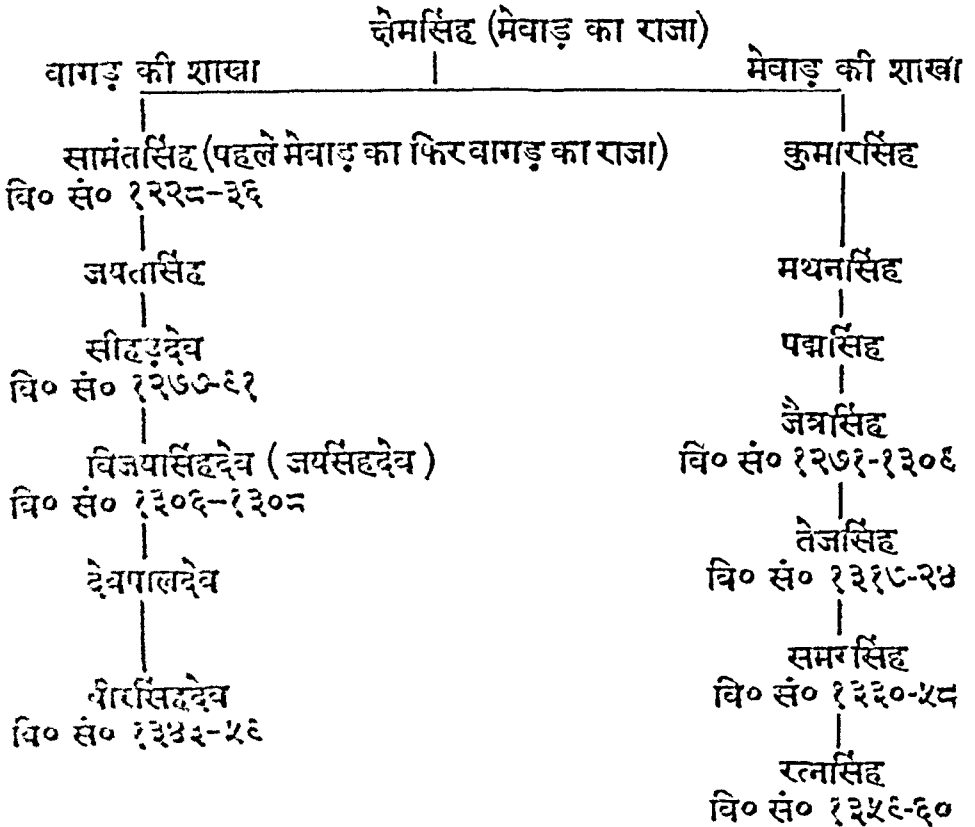 क्षेमसिंह (मेवाड़ का राजा)
वागड़ की शाखा
मेवाड़ की शाखा
सामंतसिंह (पहले मेवाड़ का फिर वागड़ का राजा)
वि० सं० १२२८-३६
जयतसिंह
सीहड़देव
वि० सं० १२७७-९१
विजयसिंहदेव (जयसिंहदेव)
वि० सं० १३०६-१३०८
देवपालदेव
वीरसिंहदेव
वि० सं० १३४३-५९
कुमारसिंह
मथनसिंह
पद्मसिंह
जैत्रसिंह
वि० सं० १२७१-१३०९
तेजसिंह
वि० सं० १३१७-२४
समरसिंह
वि० सं० १३३०-५८
रत्नसिंह
वि० सं० १३५९-६०